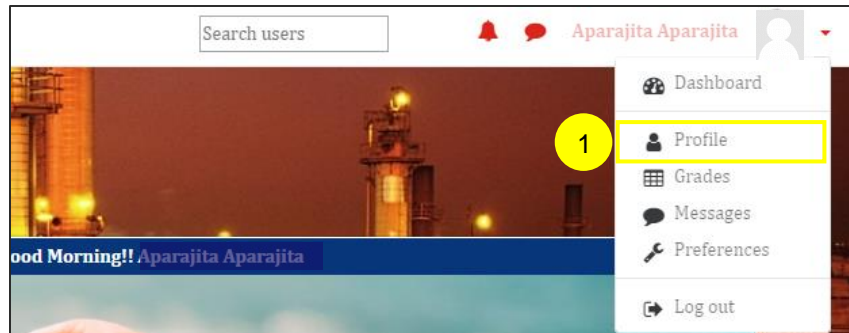 Search users
Aparajita Aparajita
Dashboard
1
Profile
Grades
Messages
Preferences
ood Morning!! Aparajita Aparajita
Log out